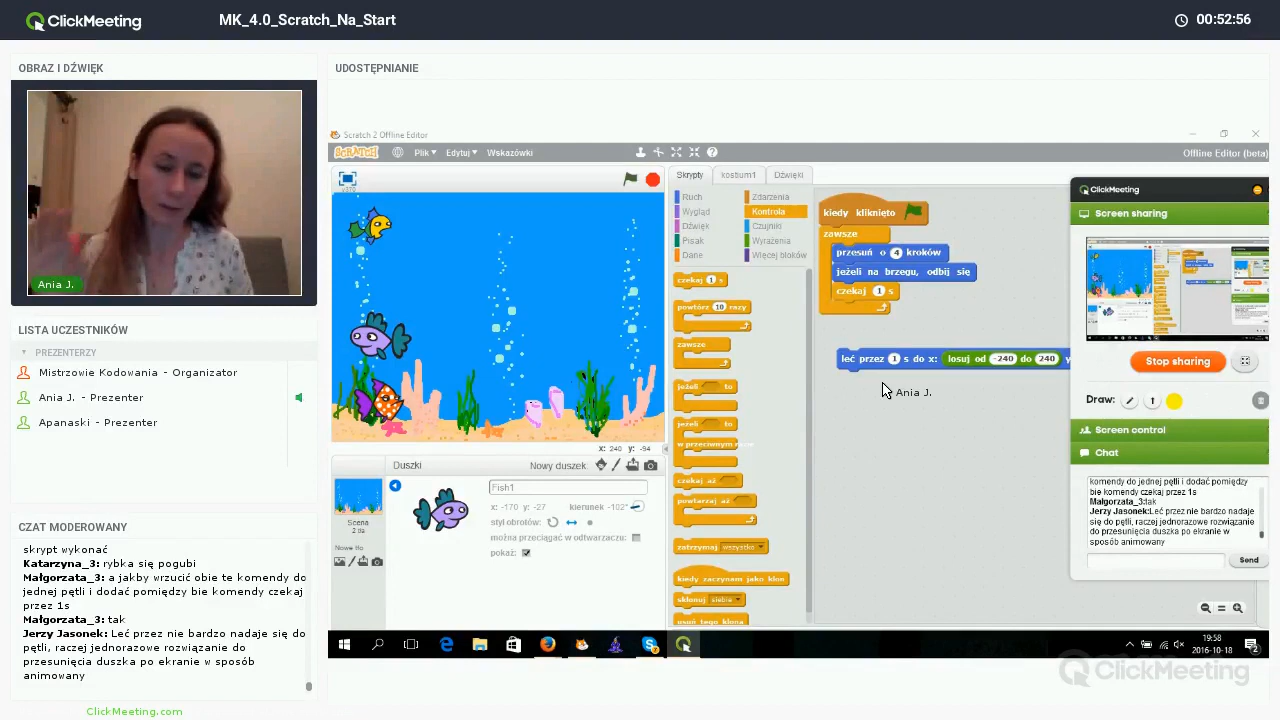 ClickMeeting
MK_4.0_Scratch_Na_Start
00:52:56
OBRAZ I DŹWIĘK
Ania J.
LISTA UCZESTNIKÓW
PREZENTERZY
Mistrzowie Kodowania - Organizator
Ania J. - Prezenter
Apanaski - Prezenter
CZAT MODEROWANY
skrypt wykonać
Katarzyna_3: rybka się pogubi
Małgorzata_3: a jakby wrzucić obie te komendy do
jednej pętli i dodać pomiędzy bie komendy czekaj
przez 1s
Małgorzata_3: tak
Jerzy Jasonek: Leć przez nie bardzo nadaje się do
pętli, raczej jednorazowe rozwiązanie do
przesunięcia duszka po ekranie w sposób
animowany
ClickMeeting.com
UDOSTĘPNIANIE
Scratch 2 Offline Editor
SCRATCH
Plik
Edytuj
Wskazówki
Offline Editor (beta)
x: 240 y: -94
Duszki
Nowy duszek:
Scena
Fish1
x: -170 y: -27 kierunek -102°
styl obrotów:
można przeciągać w odtwarzaczu:
pokaż:
Skrypty
kostium1
Dźwięki
Ruch
Zdarzenia
Wygląd
Kontrola
Dźwięk
Czujniki
Pisak
Wyrażenia
Dane
Więcej bloków
czekaj 1 s
powtórz 10 razy
zawsze
jeżeli to
jeżeli to
czekaj aż
powtarzaj aż
zatrzymaj wszystko
kiedy zaczynam jako klon
sklonuj siebie
usuń tego klona
kiedy kliknięto
zawsze
przesuń o 4 kroków
jeżeli na brzegu, odbij się
czekaj 1 s
leć przez 1 s do x: losuj od -240 do 240 y
Ania J.
ClickMeeting
Screen sharing
Stop sharing
Draw:
Screen control
Chat
komendy do jednej pętli i dodać pomiędzy
bie komendy czekaj przez 1s
Małgorzata_3:tak
Jerzy Jasonek:Leć przez nie bardzo nadaje
się do pętli, raczej jednorazowe rozwiązanie
do przesunięcia duszka po ekranie w
sposób animowany
Send
19:58
2016-10-18
ClickMeeting